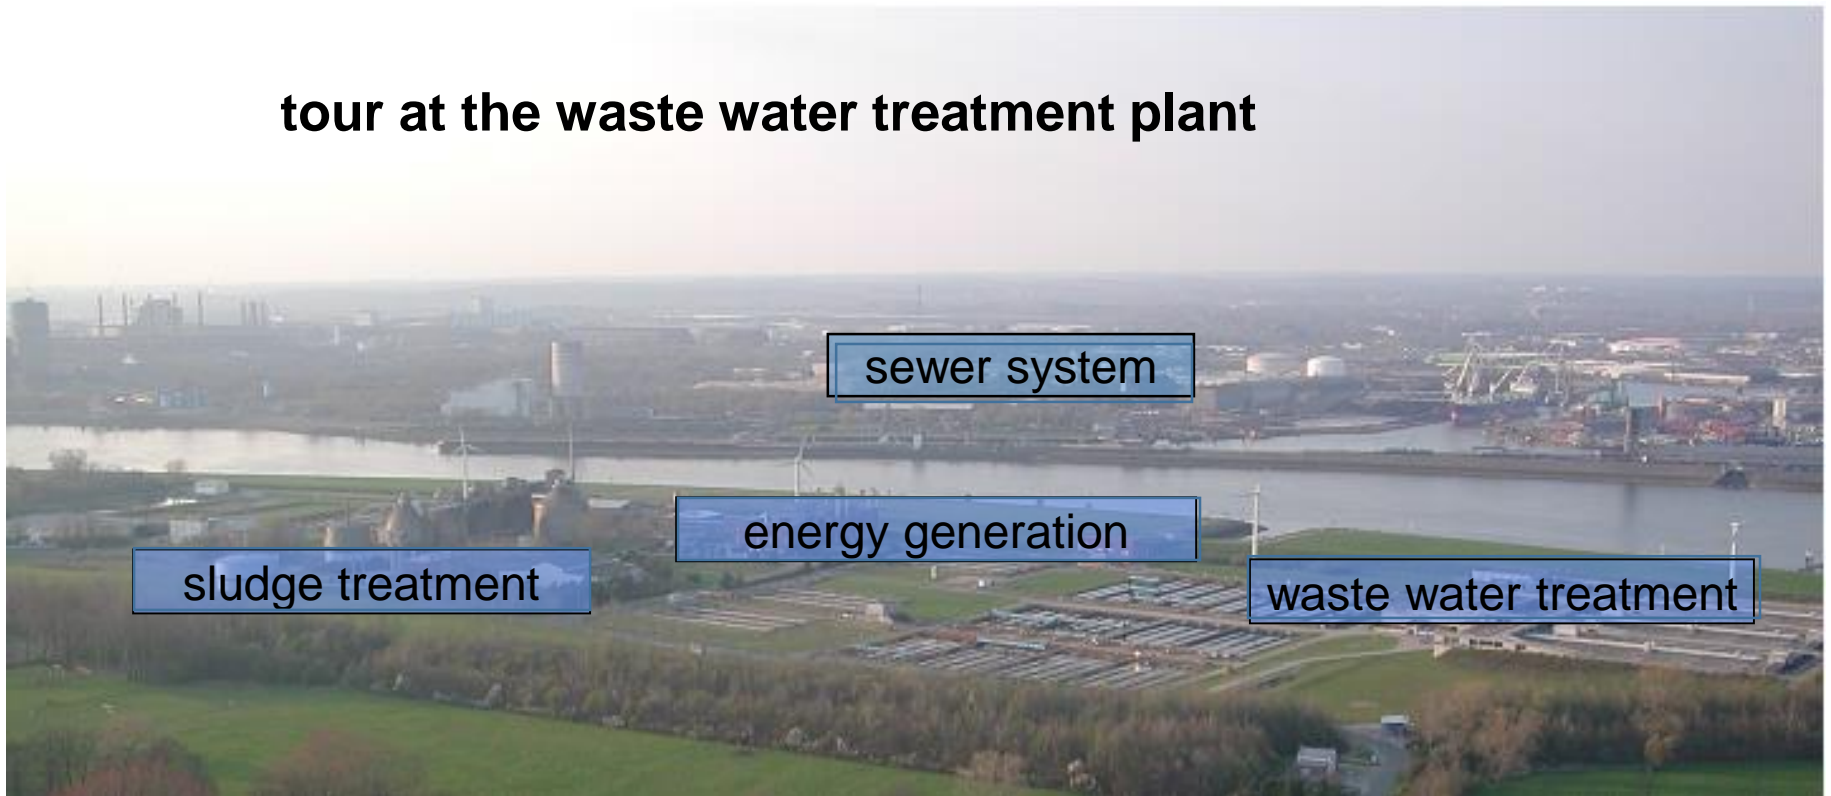 tour at the waste water treatment plant
sewer system
energy generation
sludge treatment
waste water treatment